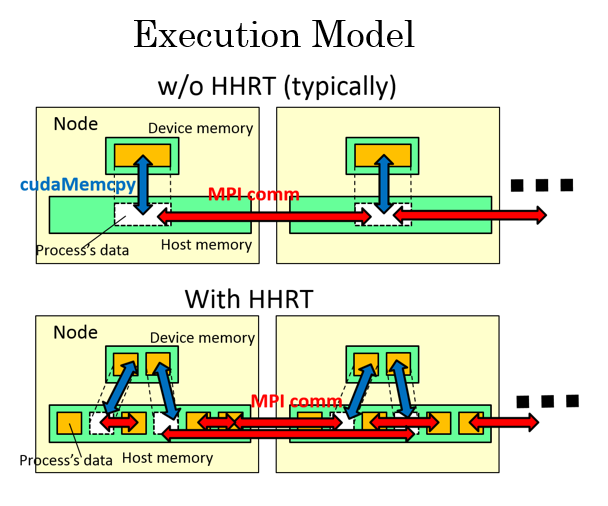 Execution Model
w/o HHRT (typically)
Node
Device memory
cudaMemcpy
MPI comm
Process's data
Host memory
With HHRT
Node
Device memory
MPI comm
Process's data
Host memory